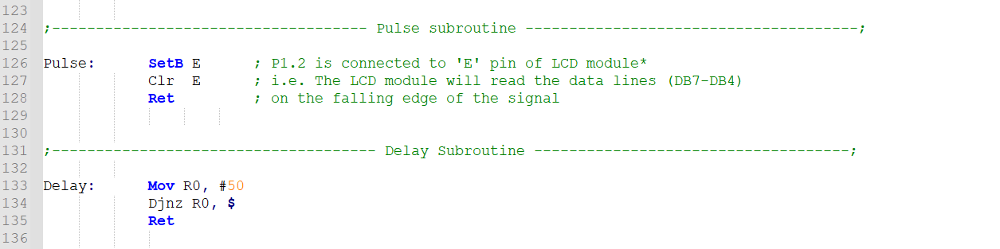 123
124 ;------------------------------------ Pulse subroutine --------------------------------------;
125
126 Pulse: SetB E ; P1.2 is connected to 'E' pin of LCD module*
127 Clr E ; i.e. The LCD module will read the data lines (DB7-DB4)
128 Ret ; on the falling edge of the signal
129
130
131 ;------------------------------------- Delay Subroutine ------------------------------------;
132
133 Delay: Mov R0, #50
134 Djnz R0, $
135 Ret
136